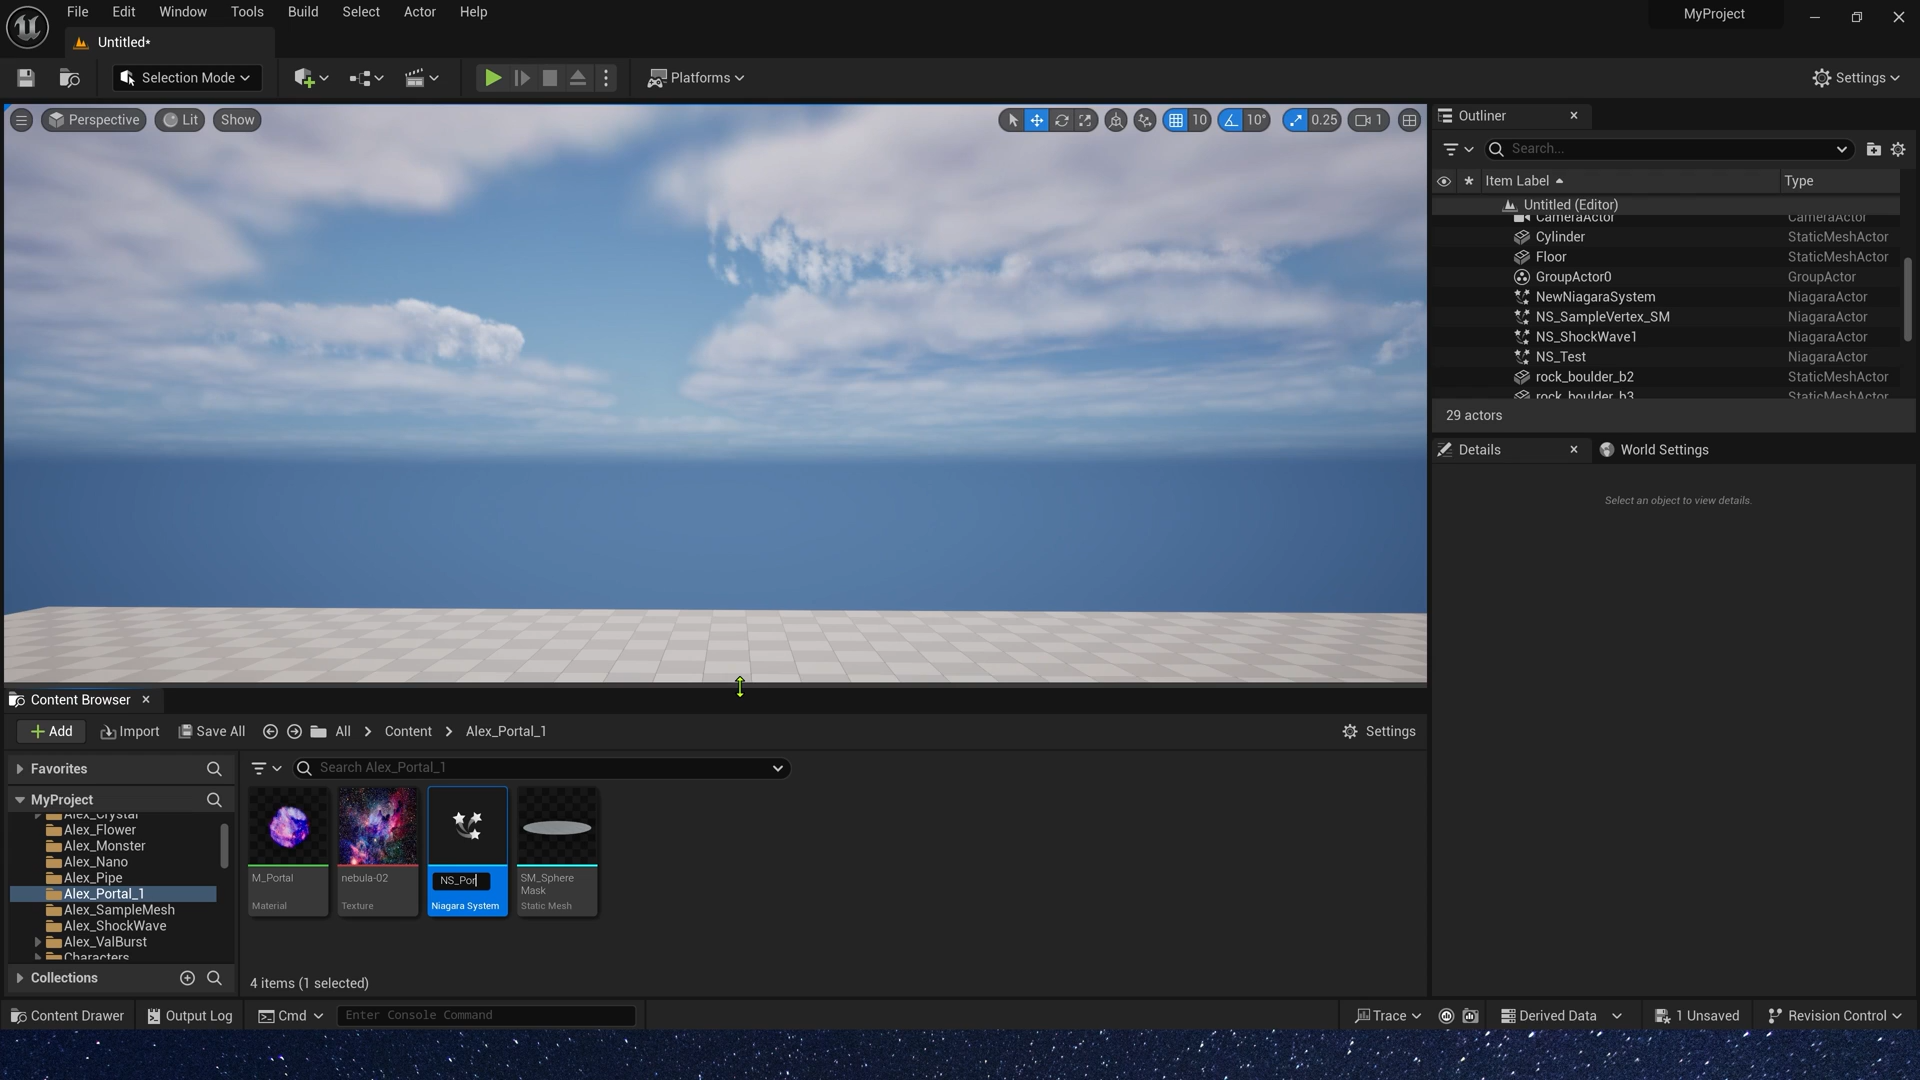 File Edit Window Tools Build Select Actor Help
MyProject
Untitled*
Selection Mode
Platforms
Settings
Perspective
Lit
Show
10
10°
0.25
1
Outliner
Search...
Item Label
Type
Untitled (Editor)
CameraActor CameraActor
Cylinder StaticMeshActor
Floor StaticMeshActor
GroupActor0 GroupActor
NewNiagaraSystem NiagaraActor
NS_SampleVertex_SM NiagaraActor
NS_ShockWave1 NiagaraActor
NS_Test NiagaraActor
rock_boulder_b2 StaticMeshActor
rock_boulder_b3 StaticMeshActor
29 actors
Details
World Settings
Select an object to view details.
Content Browser
Add
Import
Save All
All
Content
Alex_Portal_1
Settings
Favorites
MyProject
Alex_Crystal
Alex_Flower
Alex_Monster
Alex_Nano
Alex_Pipe
Alex_Portal_1
Alex_SampleMesh
Alex_ShockWave
Alex_ValBurst
Characters
Collections
Search Alex_Portal_1
M_Portal
Material
nebula-02
Texture
NS_Por
Niagara System
SM_Sphere
Mask
Static Mesh
4 items (1 selected)
Content Drawer
Output Log
Cmd
Enter Console Command
Trace
Derived Data
1 Unsaved
Revision Control